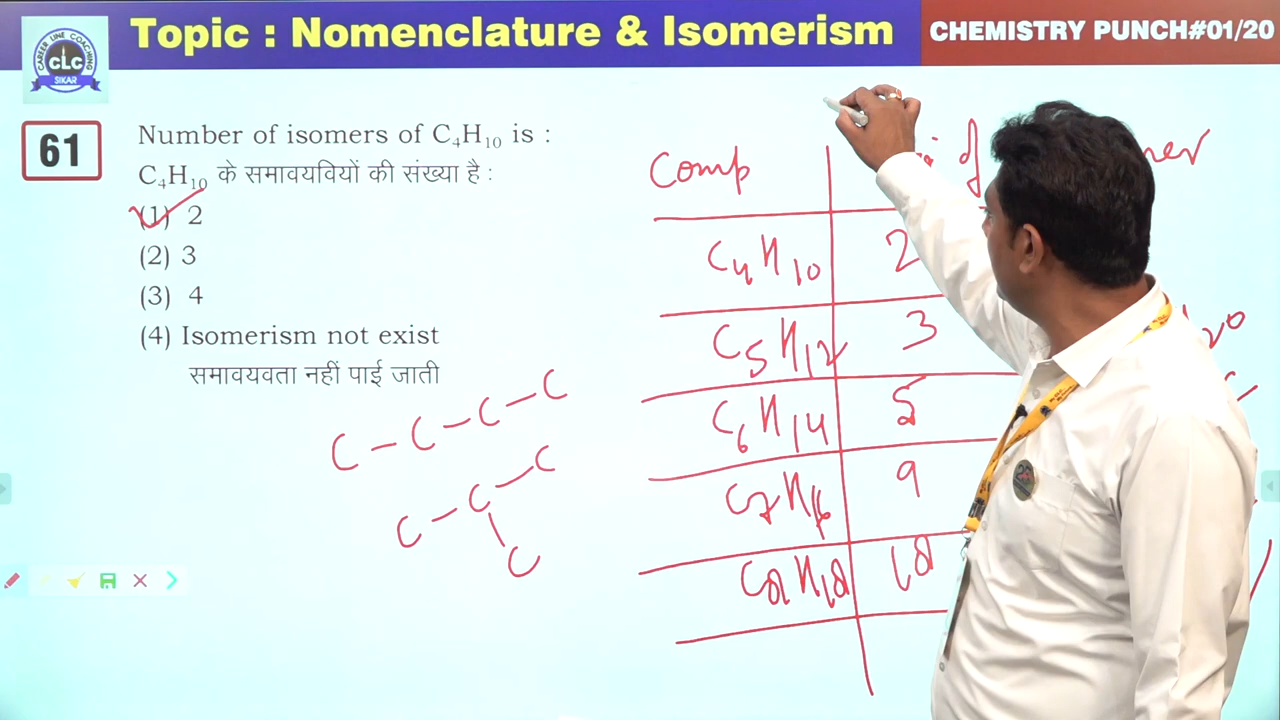 Topic : Nomenclature & Isomerism
CHEMISTRY PUNCH#01/20
CAREER LINE COACHING
CLC
SIKAR
61
Number of isomers of C₄H₁₀ is :
C₄H₁₀ के समावयवियों की संख्या है :
(1) 2
(2) 3
(3) 4
(4) Isomerism not exist
समावयवता नहीं पाई जाती
C – C – C – C
C – C – C
C
Comp of
C₄H₁₀ 2
C₅H₁₂ 3
C₆H₁₄ 5
C₇H₁₆ 9
C₈H₁₈ 18